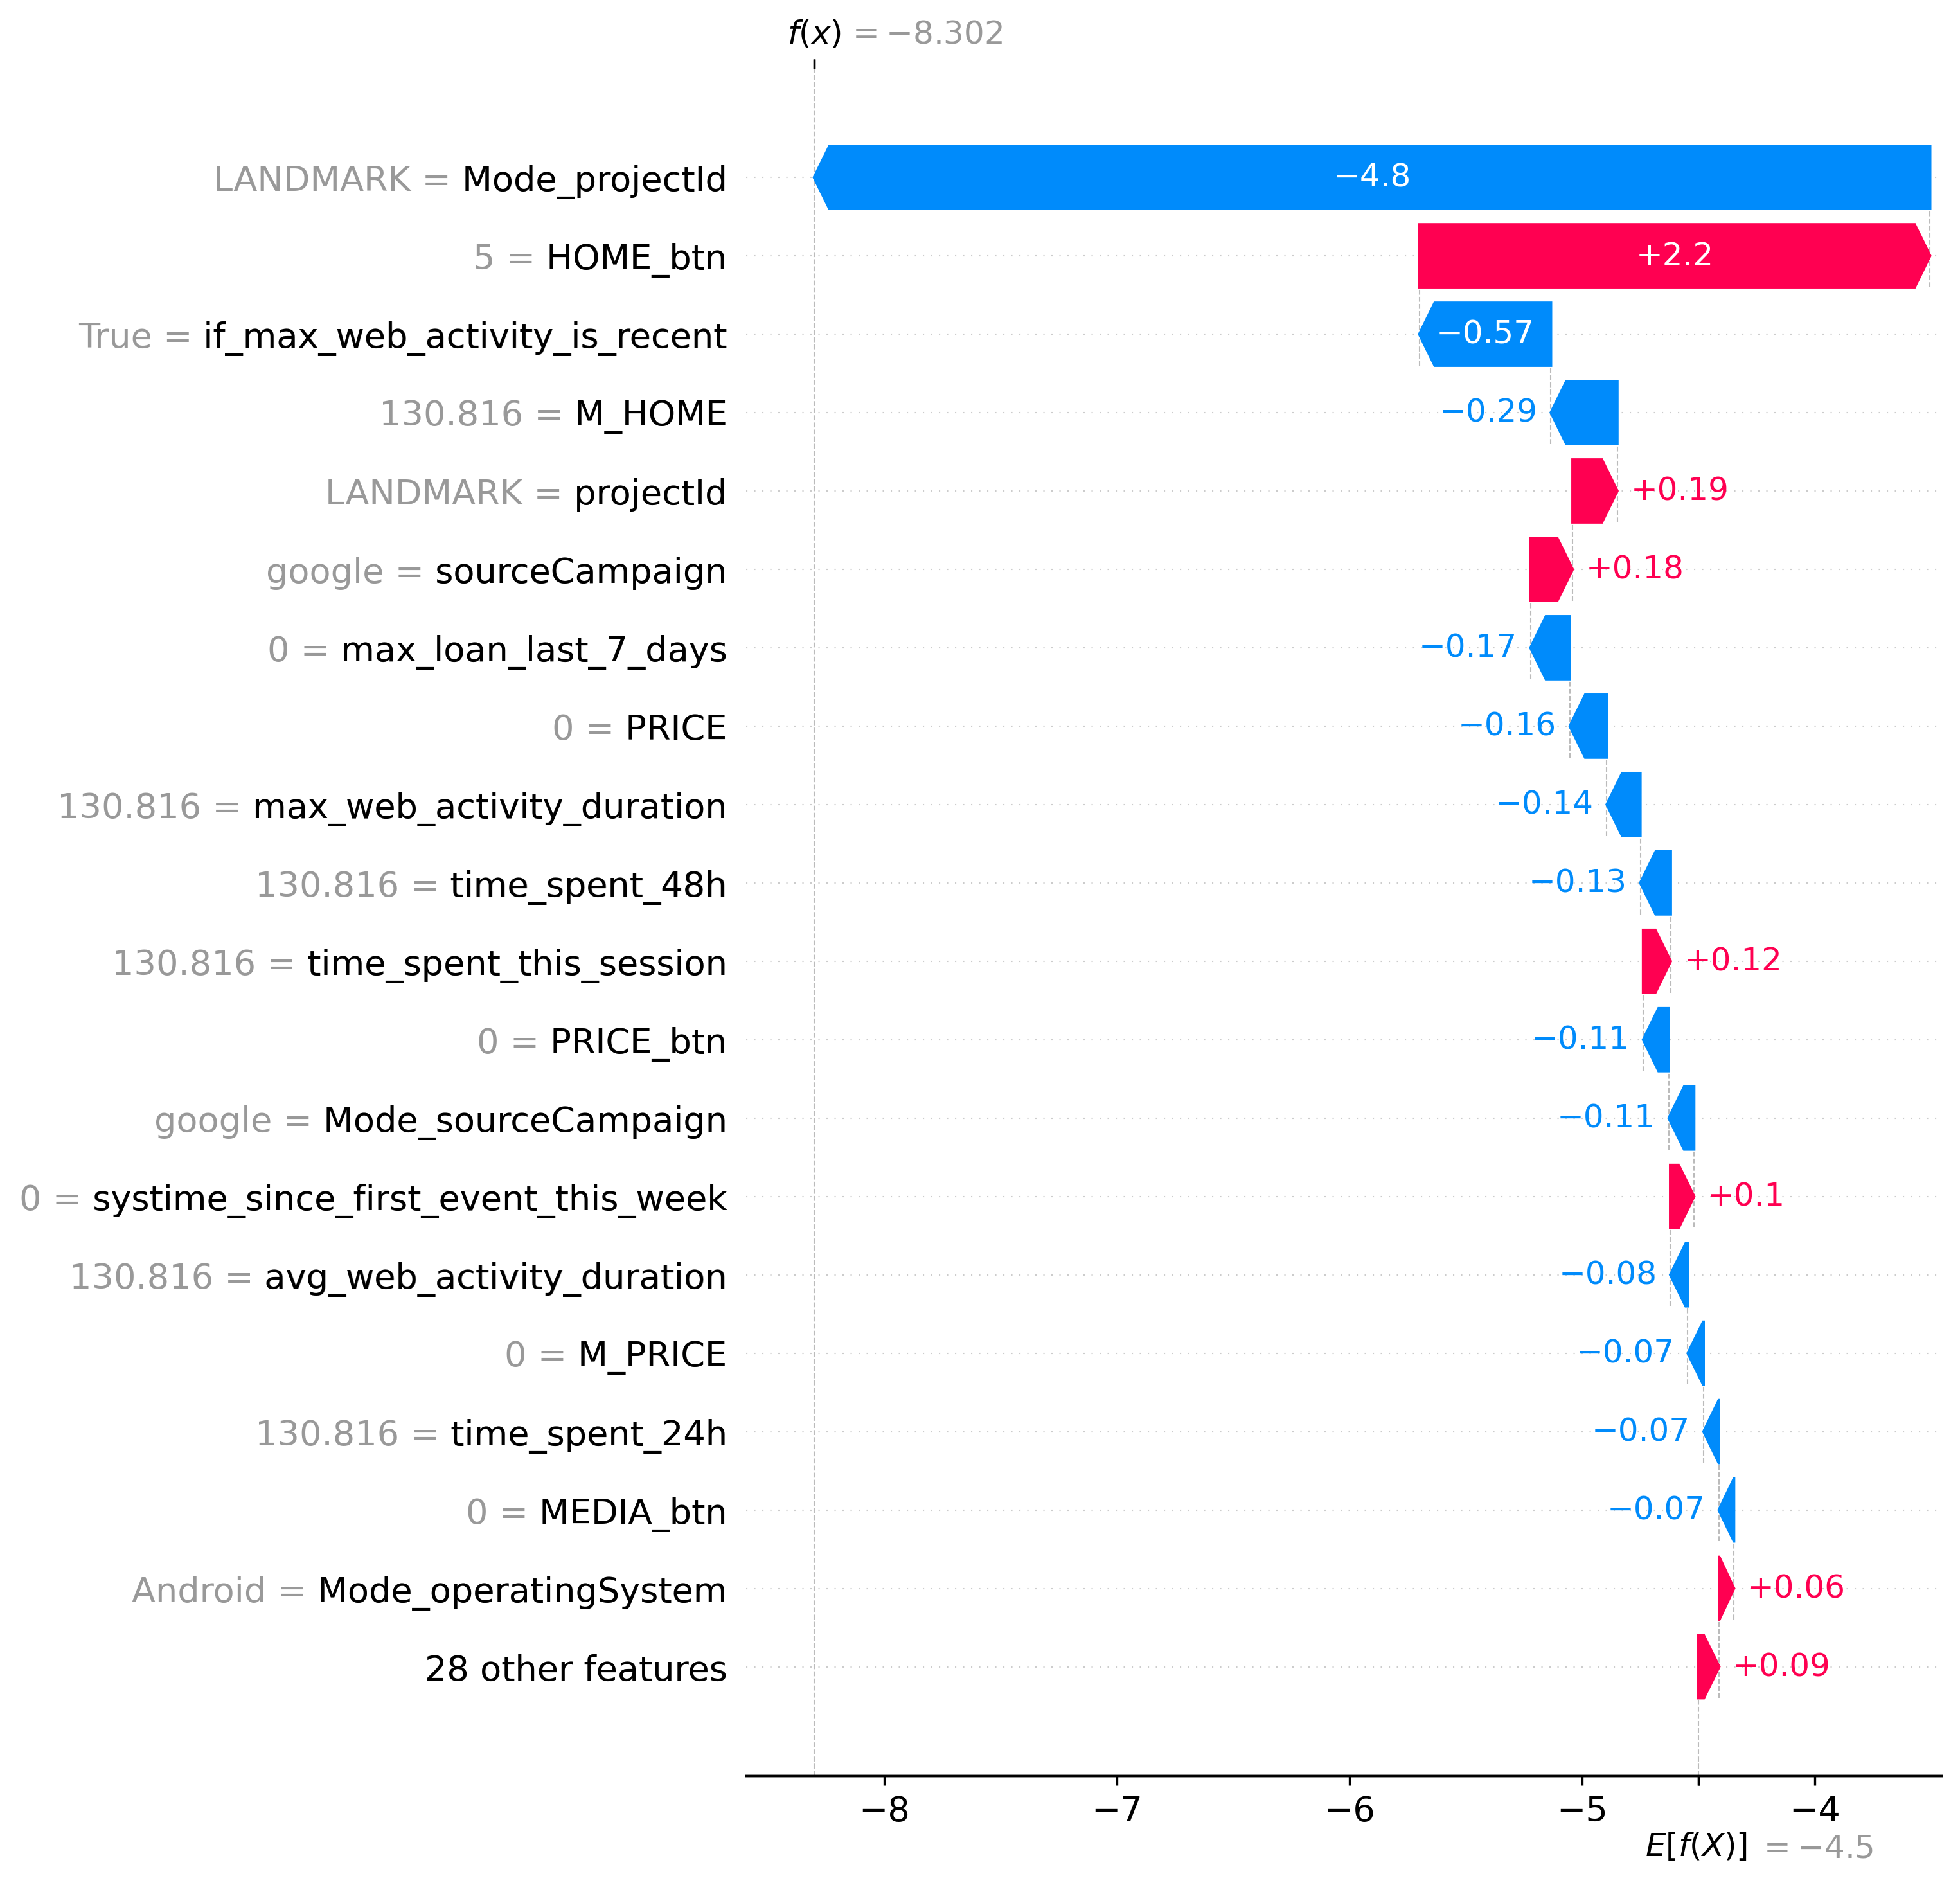 f(x) = −8.302
LANDMARK = Mode_projectId −4.8
5 = HOME_btn +2.2
True = if_max_web_activity_is_recent −0.57
130.816 = M_HOME −0.29
LANDMARK = projectId +0.19
google = sourceCampaign +0.18
0 = max_loan_last_7_days −0.17
0 = PRICE −0.16
130.816 = max_web_activity_duration −0.14
130.816 = time_spent_48h −0.13
130.816 = time_spent_this_session +0.12
0 = PRICE_btn −0.11
google = Mode_sourceCampaign −0.11
0 = systime_since_first_event_this_week +0.1
130.816 = avg_web_activity_duration −0.08
0 = M_PRICE −0.07
130.816 = time_spent_24h −0.07
0 = MEDIA_btn −0.07
Android = Mode_operatingSystem +0.06
28 other features +0.09
−8 −7 −6 −5 −4
E[f(X)] = −4.5